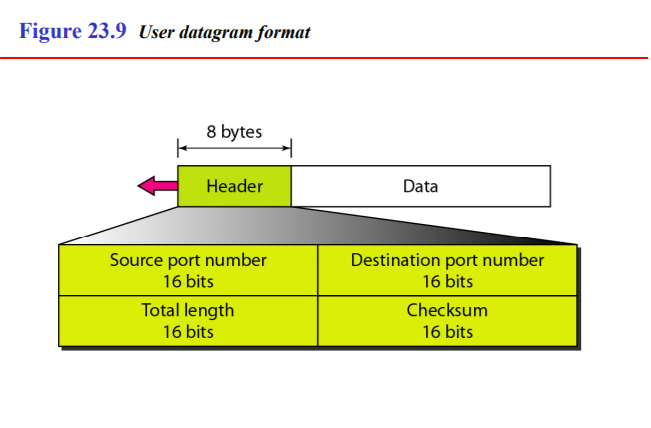 Figure 23.9 User datagram format
8 bytes
Header
Data
Source port number
16 bits
Destination port number
16 bits
Total length
16 bits
Checksum
16 bits